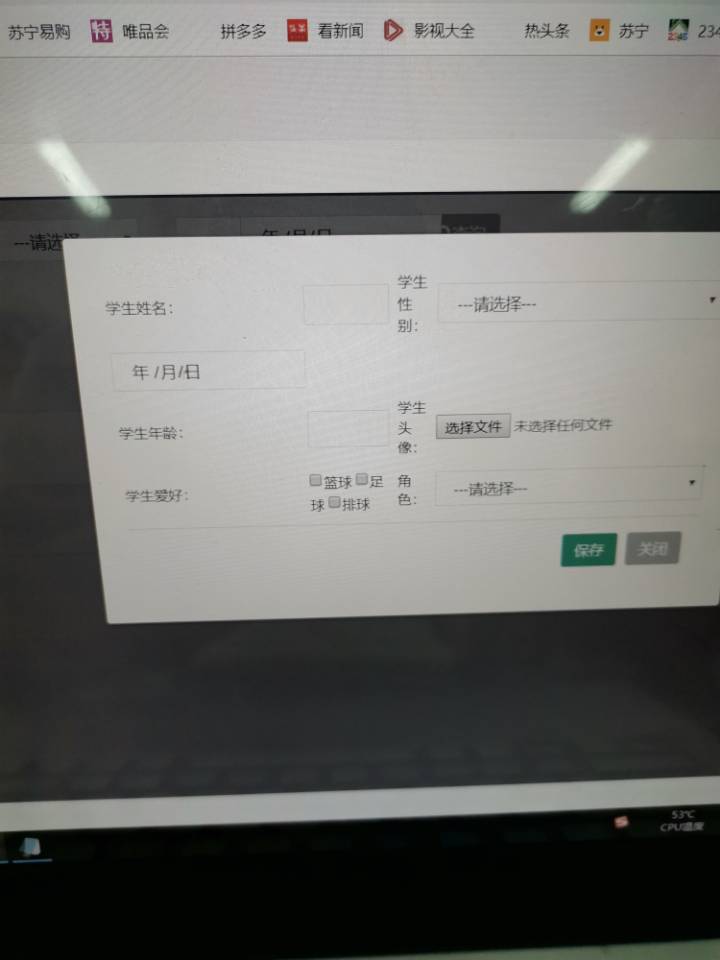 苏宁易购 特 唯品会 拼多多 头条 看新闻 影视大全 热头条 苏宁 2345 234
---请选择 年 /月/日
学生姓名： 学生性别： ---请选择---
年 /月/日
学生年龄： 学生头像： 选择文件 未选择任何文件
学生爱好： 篮球 足球 排球 角色： ---请选择---
保存 关闭
53℃
CPU温度